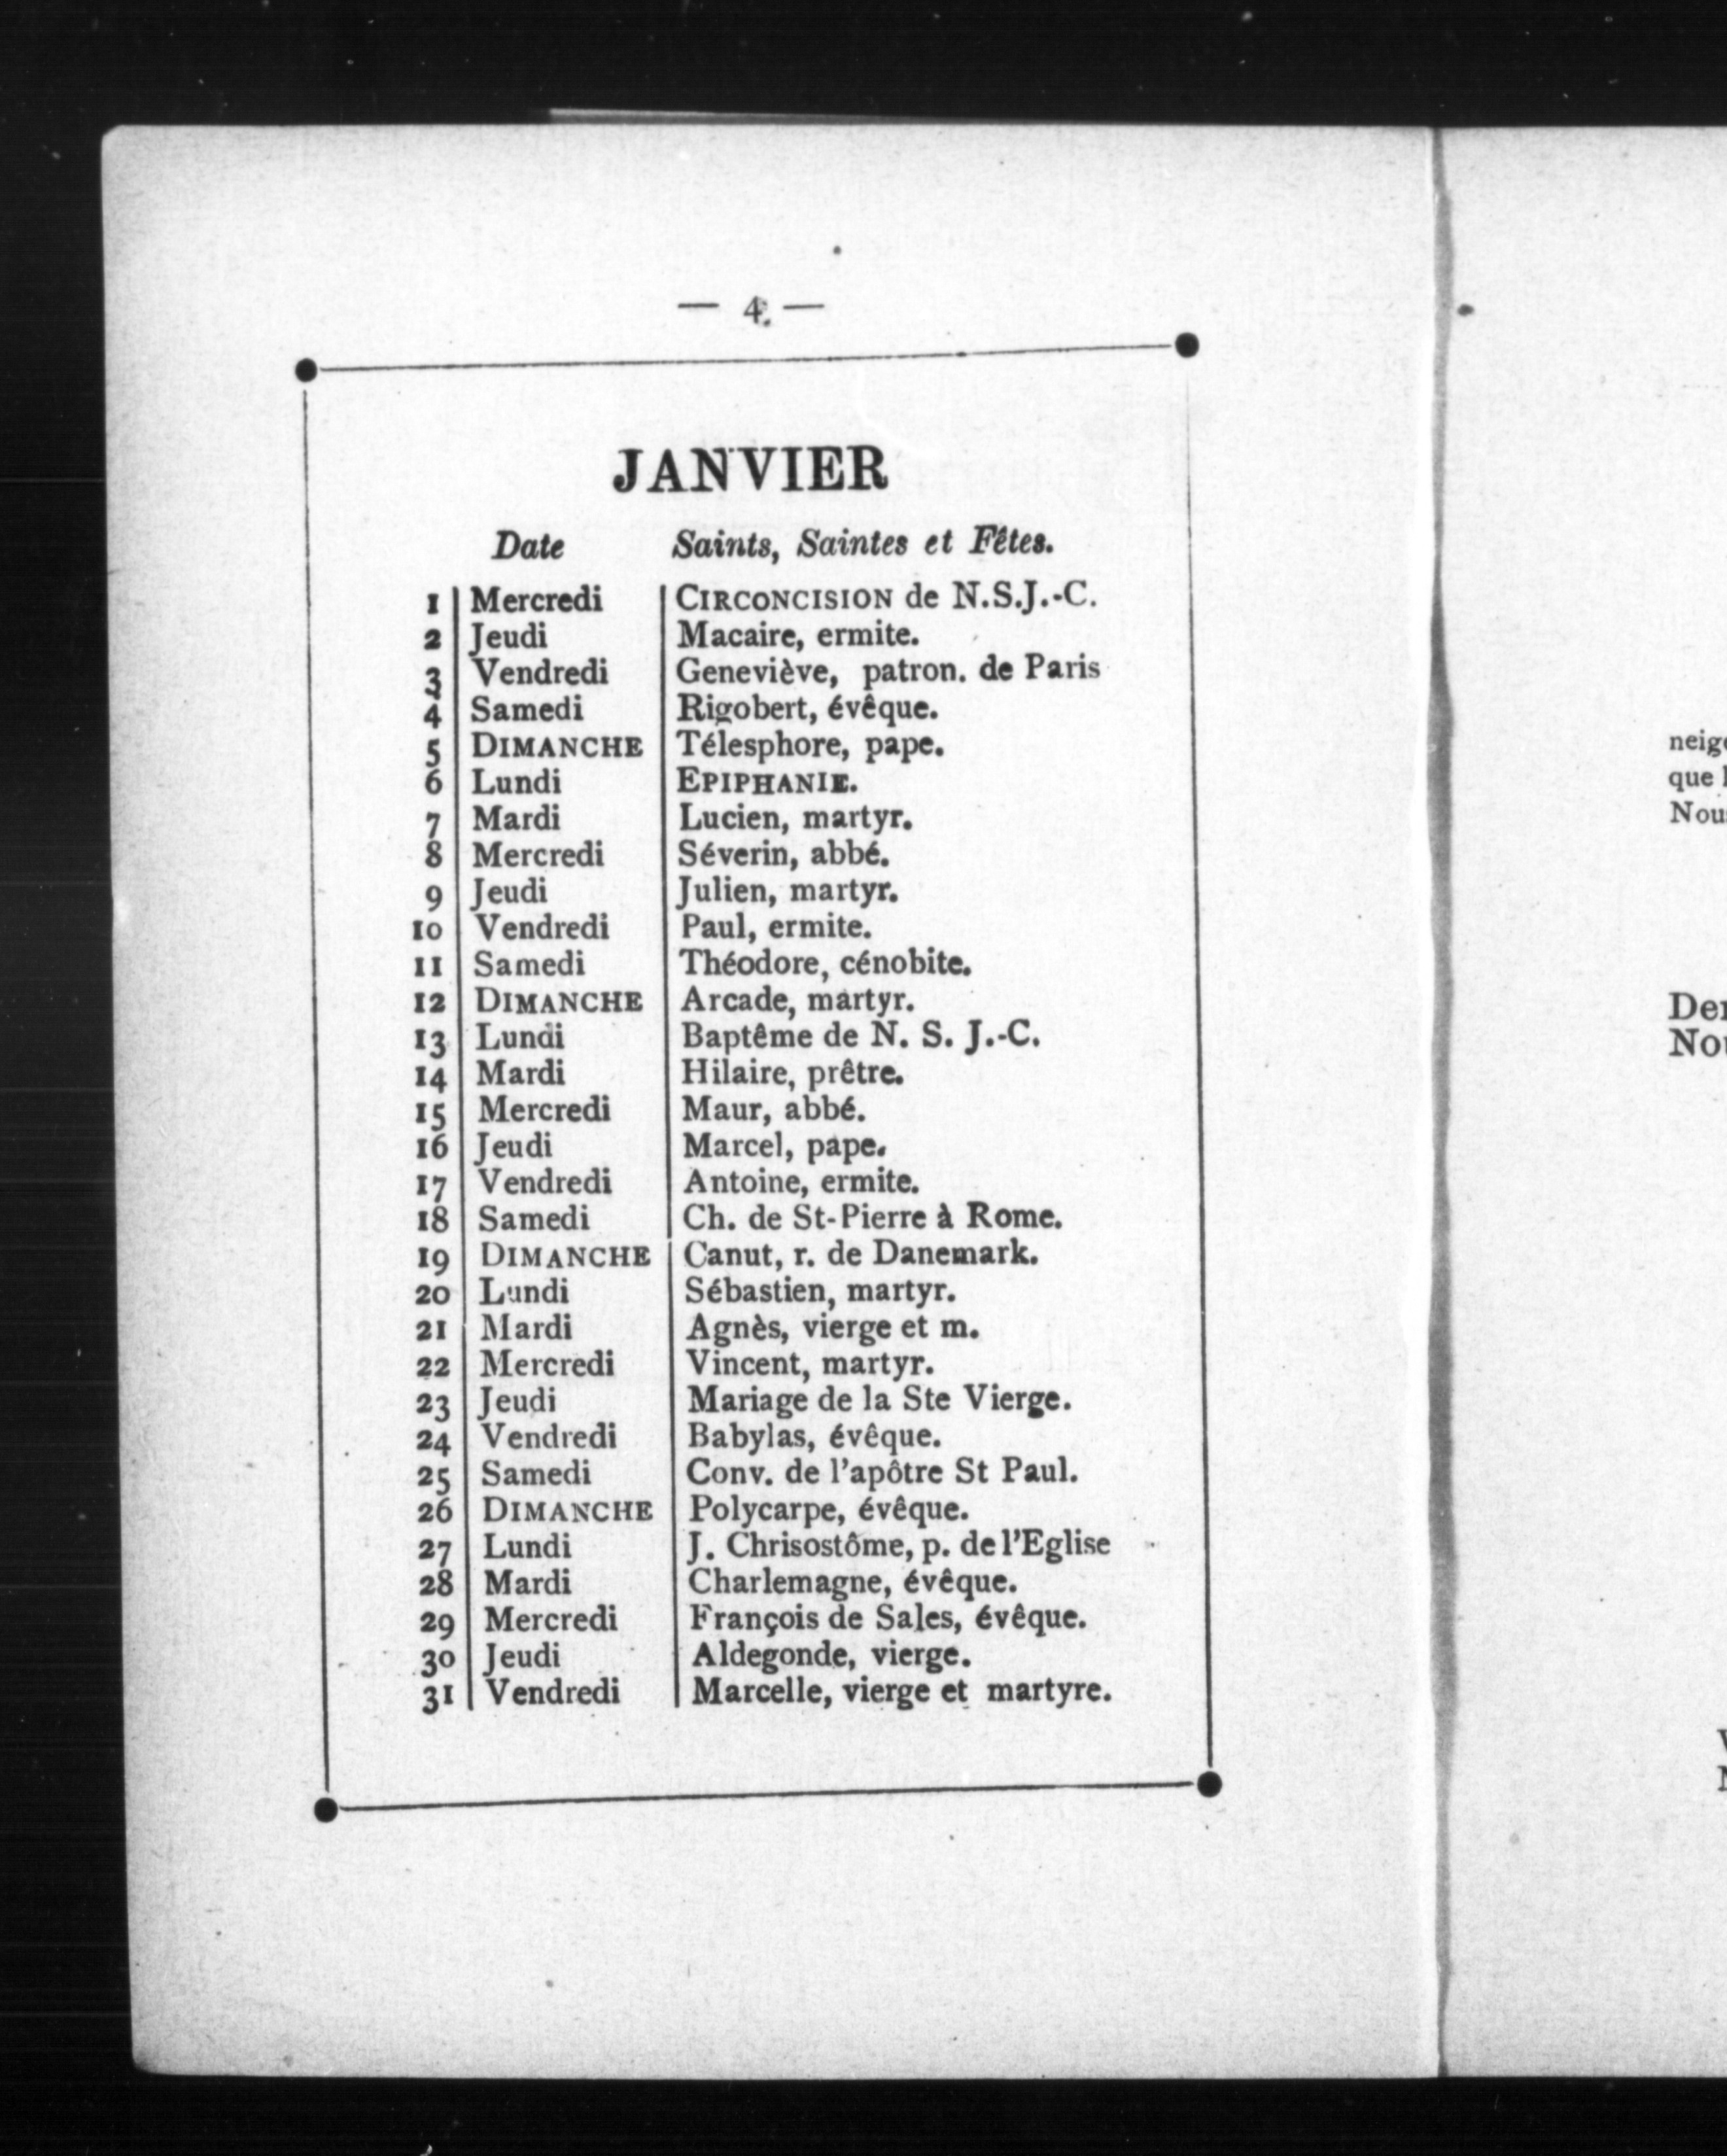 — 4. —
JANVIER
Date Saints, Saintes et Fêtes.
1 Mercredi CIRCONCISION de N.S.J.-C.
2 Jeudi Macaire, ermite.
3 Vendredi Geneviève, patron. de Paris
4 Samedi Rigobert, évêque.
5 DIMANCHE Télesphore, pape.
6 Lundi EPIPHANIE.
7 Mardi Lucien, martyr.
8 Mercredi Séverin, abbé.
9 Jeudi Julien, martyr.
10 Vendredi Paul, ermite.
11 Samedi Théodore, cénobite.
12 DIMANCHE Arcade, martyr.
13 Lundi Baptême de N. S. J.-C.
14 Mardi Hilaire, prêtre.
15 Mercredi Maur, abbé.
16 Jeudi Marcel, pape.
17 Vendredi Antoine, ermite.
18 Samedi Ch. de St-Pierre à Rome.
19 DIMANCHE Canut, r. de Danemark.
20 Lundi Sébastien, martyr.
21 Mardi Agnès, vierge et m.
22 Mercredi Vincent, martyr.
23 Jeudi Mariage de la Ste Vierge.
24 Vendredi Babylas, évêque.
25 Samedi Conv. de l'apôtre St Paul.
26 DIMANCHE Polycarpe, évêque.
27 Lundi J. Chrisostôme, p. de l'Eglise
28 Mardi Charlemagne, évêque.
29 Mercredi François de Sales, évêque.
30 Jeudi Aldegonde, vierge.
31 Vendredi Marcelle, vierge et martyre.
que